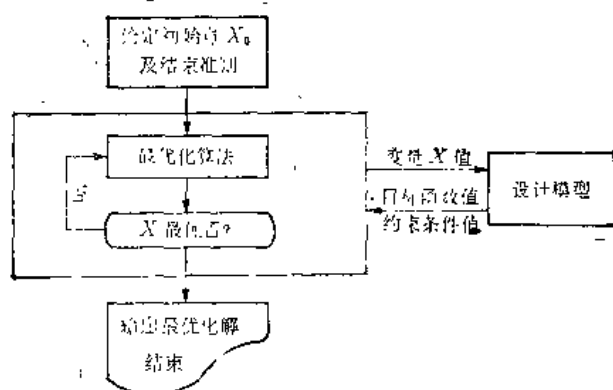 给定初始点 X₀
及结束准则
最优化算法
否
X 最优否?
变量 X 值
目标函数值
约束条件值
设计模型
输出最优化解
结束